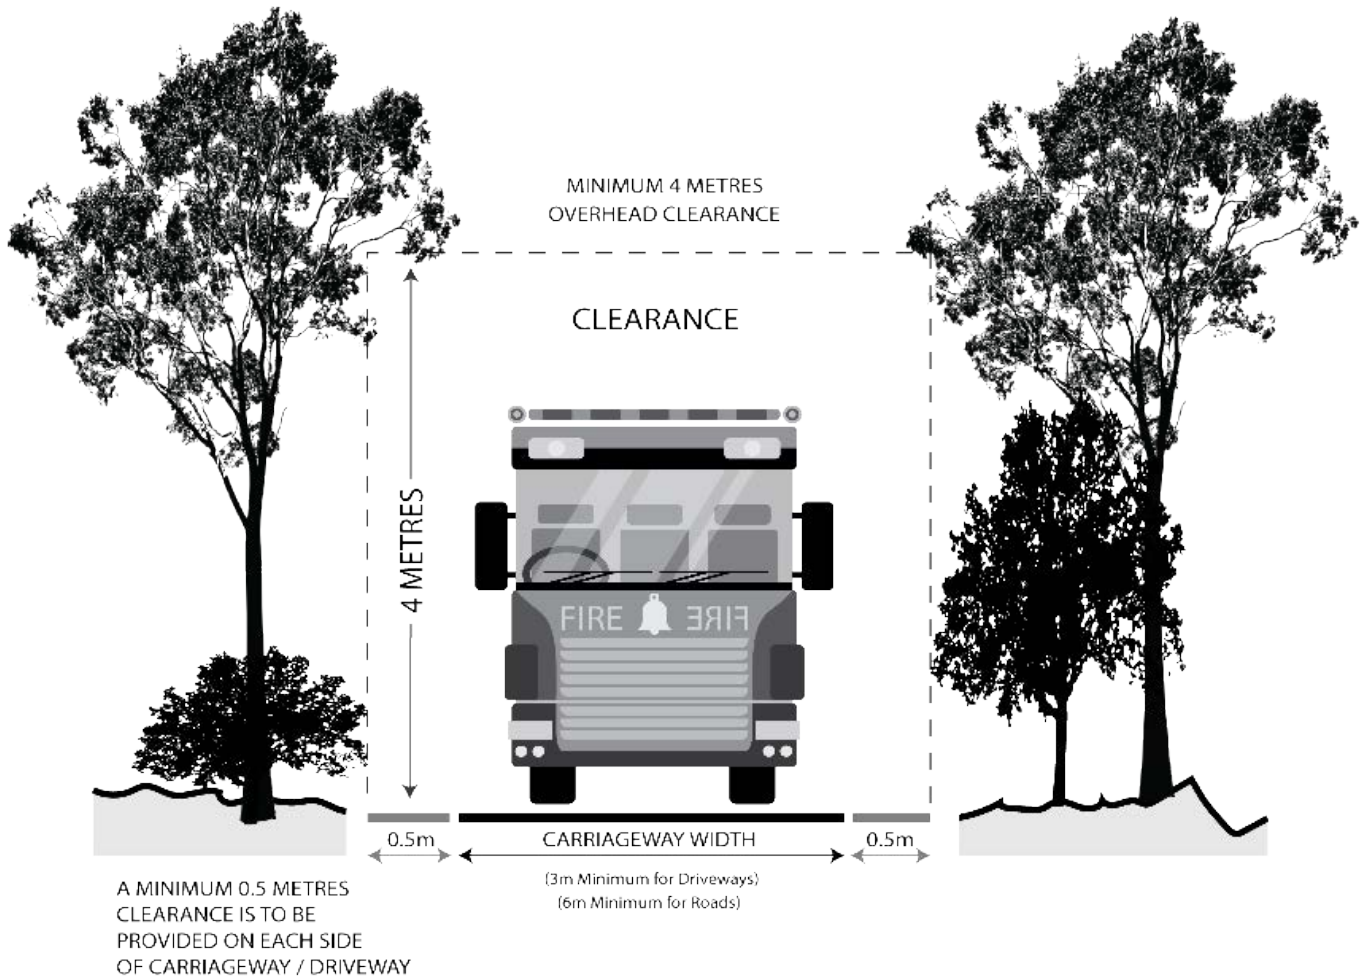 MINIMUM 4 METRES
OVERHEAD CLEARANCE
CLEARANCE
4 METRES
FIRE FIRE
0.5m
CARRIAGEWAY WIDTH
0.5m
(3m Minimum for Driveways)
(6m Minimum for Roads)
A MINIMUM 0.5 METRES
CLEARANCE IS TO BE
PROVIDED ON EACH SIDE
OF CARRIAGEWAY / DRIVEWAY